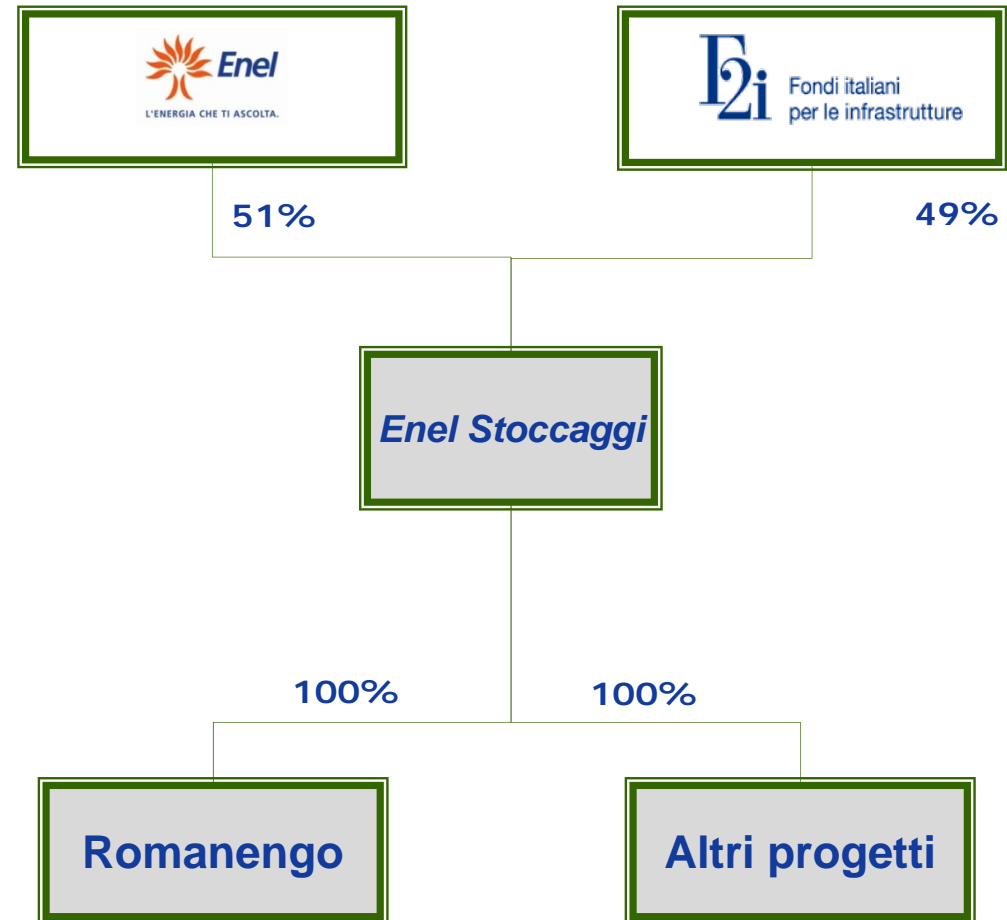 Enel
L'ENERGIA CHE TI ASCOLTA.
F2i
Fondi italiani
per le infrastrutture
51%
49%
Enel Stoccaggi
100%
100%
Romanengo
Altri progetti